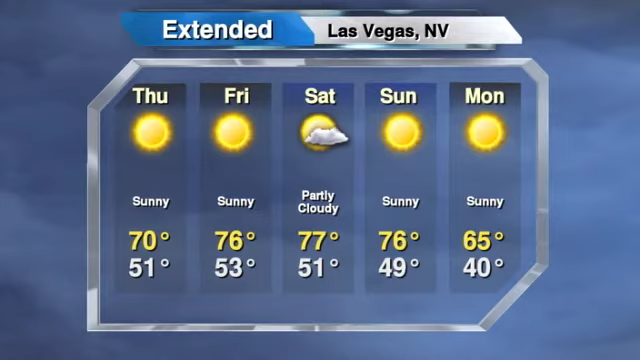 Extended
Las Vegas, NV
Thu Fri Sat Sun Mon
Sunny Sunny Partly Cloudy Sunny Sunny
70° 76° 77° 76° 65°
51° 53° 51° 49° 40°